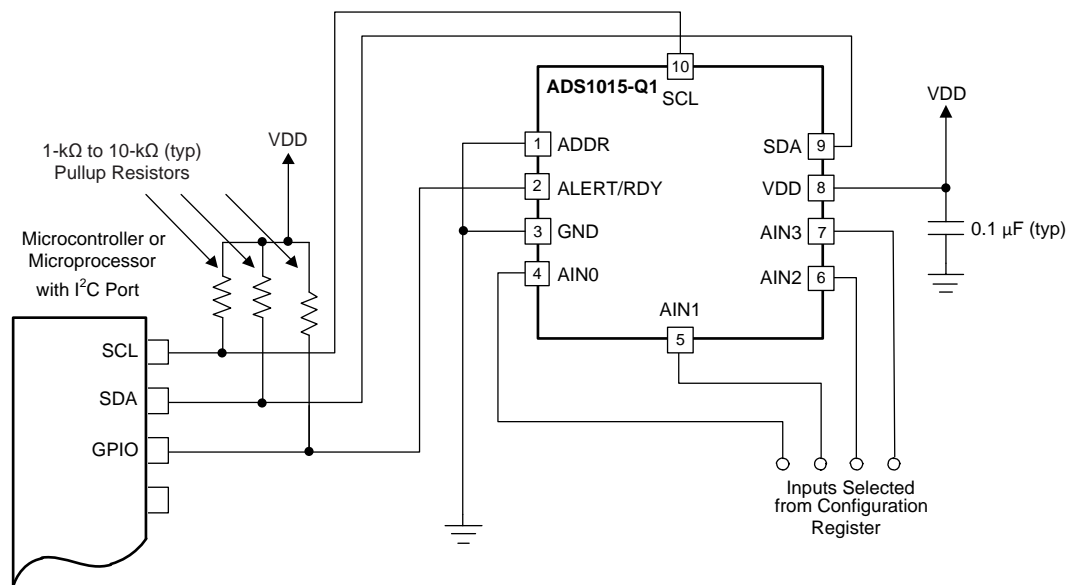 1-kΩ to 10-kΩ (typ)
Pullup Resistors
VDD
Microcontroller or
Microprocessor
with I²C Port
SCL
SDA
GPIO
10
ADS1015-Q1
SCL
1 ADDR
2 ALERT/RDY
3 GND
4 AIN0
SDA 9
VDD 8
AIN3 7
AIN2 6
AIN1
5
VDD
0.1 μF (typ)
Inputs Selected
from Configuration
Register